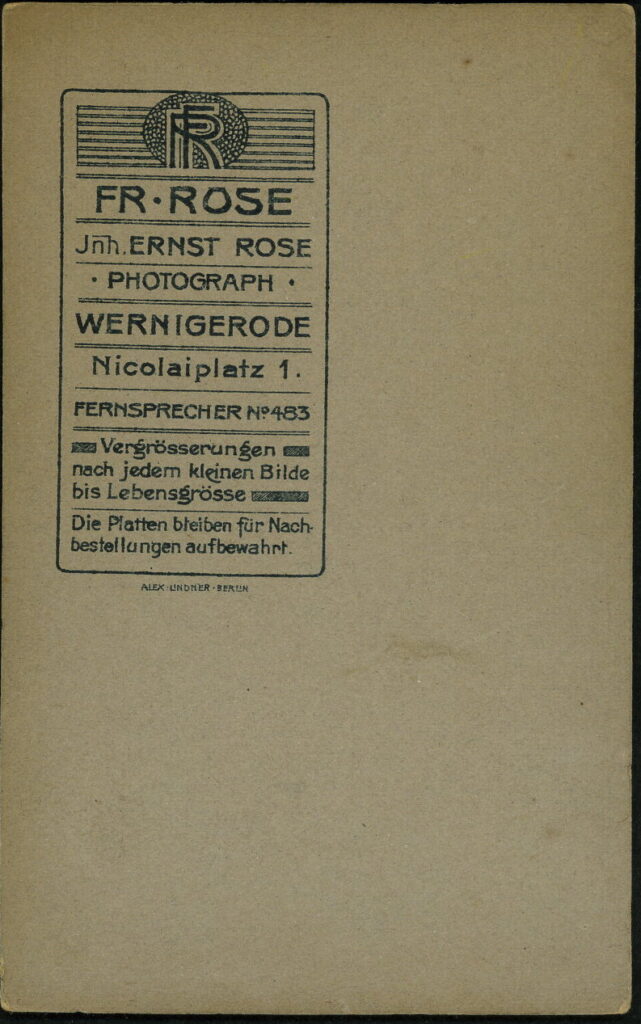 FR
FR · ROSE
Jnh. ERNST ROSE
· PHOTOGRAPH ·
WERNIGERODE
Nicolaiplatz 1.
FERNSPRECHER No 483
Vergrösserungen
nach jedem kleinen Bilde
bis Lebensgrösse
Die Platten bleiben für Nach-
bestellungen aufbewahrt.
ALEX · LINDNER · BERLIN